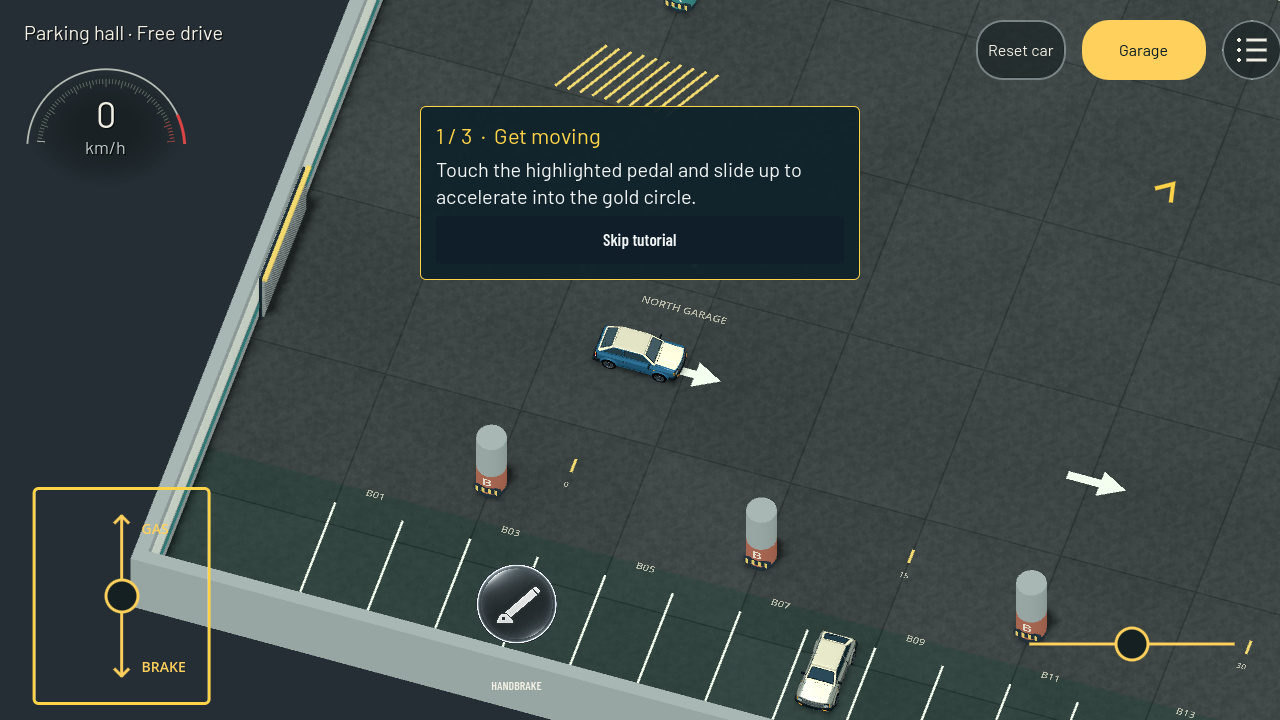 Parking hall · Free drive
Reset car
Garage
0
km/h
1 / 3 · Get moving
Touch the highlighted pedal and slide up to
accelerate into the gold circle.
Skip tutorial
NORTH GARAGE
B
0
B01
B03
GAS
B
15
B05
B07
B
B09
30
BRAKE
B11
HANDBRAKE
B13